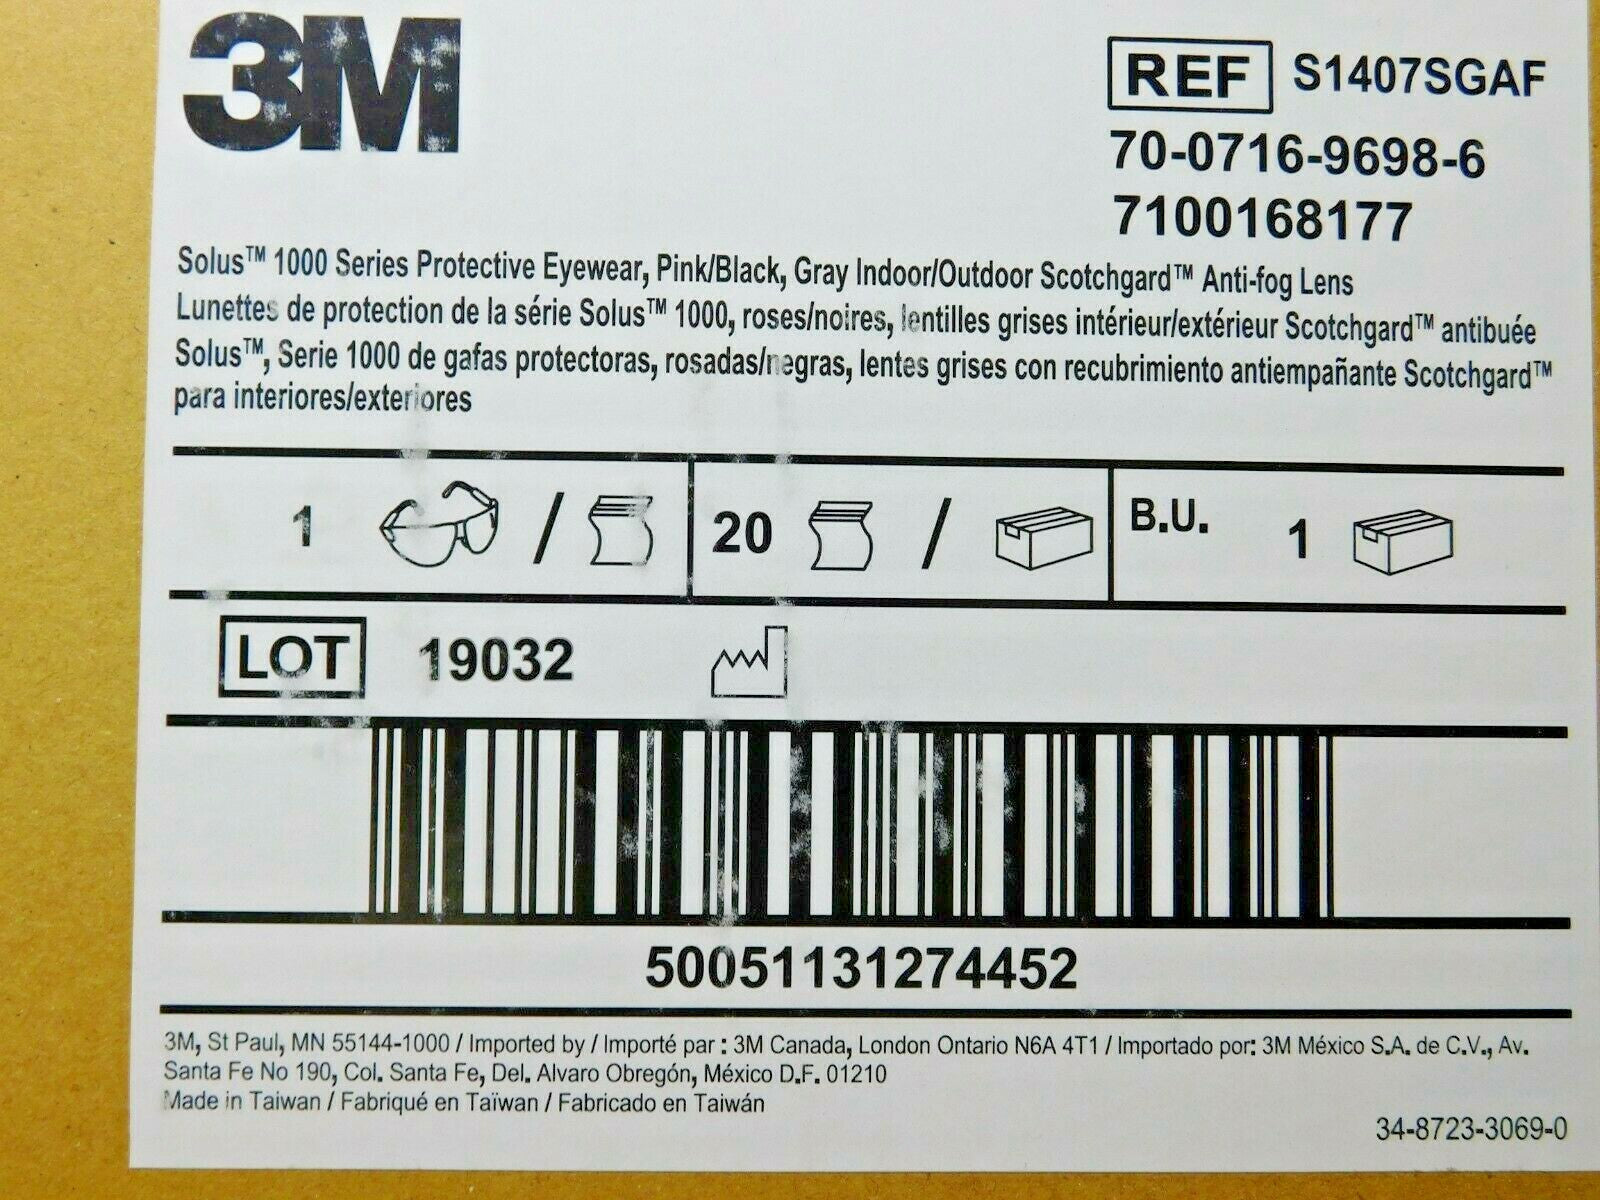 3M
REF S1407SGAF
70-0716-9698-6
7100168177
Solus™ 1000 Series Protective Eyewear, Pink/Black, Gray Indoor/Outdoor Scotchgard™ Anti-fog Lens
Lunettes de protection de la série Solus™ 1000, roses/noires, lentilles grises intérieur/extérieur Scotchgard™ antibuée
Solus™, Serie 1000 de gafas protectoras, rosadas/negras, lentes grises con recubrimiento antiempañante Scotchgard™
para interiores/exteriores
1 / 20 / B.U. 1
LOT 19032
50051131274452
3M, St Paul, MN 55144-1000 / Imported by / Importé par : 3M Canada, London Ontario N6A 4T1 / Importado por: 3M México S.A. de C.V., Av.
Santa Fe No 190, Col. Santa Fe, Del. Alvaro Obregón, México D.F. 01210
Made in Taiwan / Fabriqué en Taïwan / Fabricado en Taiwán
34-8723-3069-0